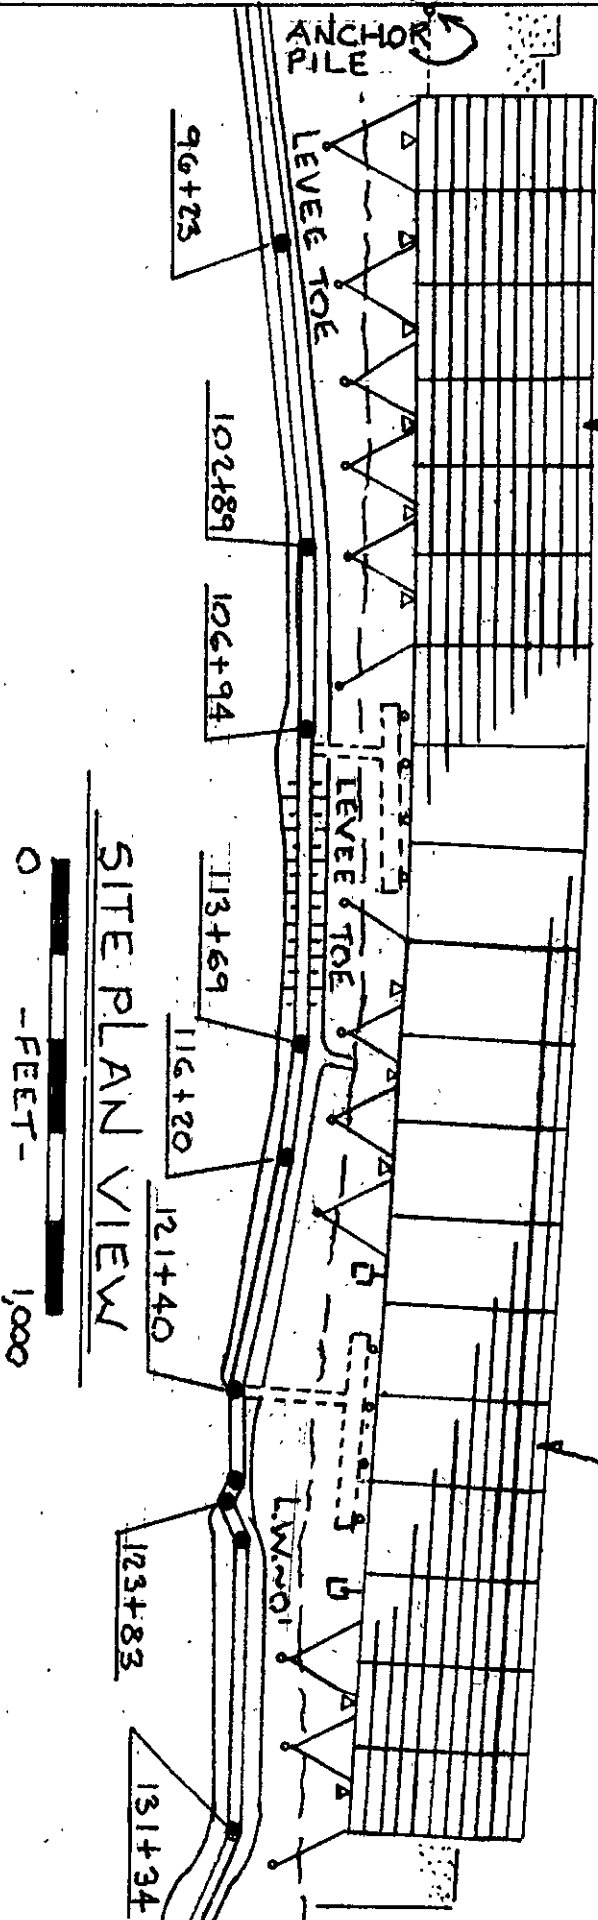 ANCHOR
PILE
LEVEE TOE
96+23
102+89
106+94
LEVEE TOE
113+69
116+20
121+40
L.W.~0'
123+83
131+34
SITE PLAN VIEW
0 -FEET- 1,000